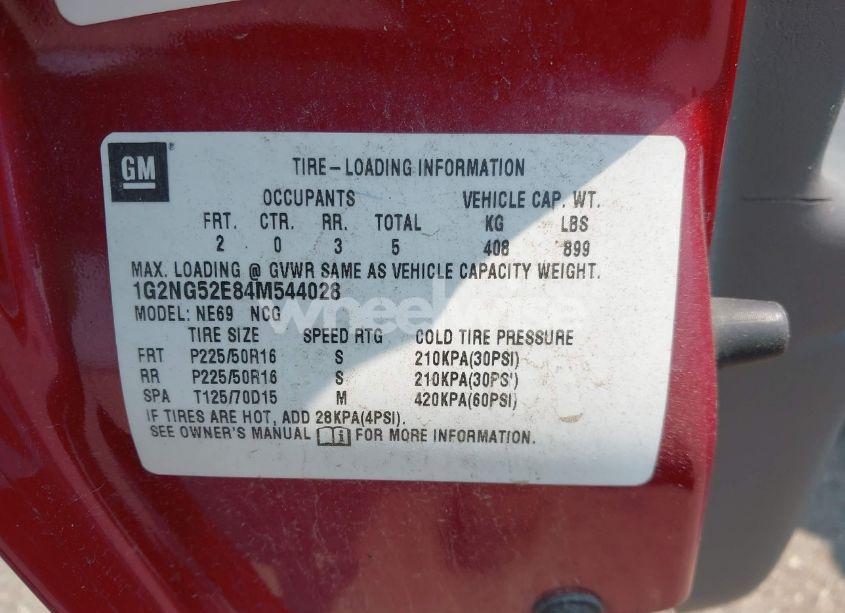 GM
TIRE-LOADING INFORMATION
OCCUPANTS VEHICLE CAP. WT.
FRT. CTR. RR. TOTAL KG LBS
2 0 3 5 408 899
MAX. LOADING @ GVWR SAME AS VEHICLE CAPACITY WEIGHT.
1G2NG52E84M544028
MODEL: NE69 NCG
TIRE SIZE SPEED RTG COLD TIRE PRESSURE
FRT P225/50R16 S 210KPA(30PSI)
RR P225/50R16 S 210KPA(30PS')
SPA T125/70D15 M 420KPA(60PSI)
IF TIRES ARE HOT, ADD 28KPA(4PSI).
SEE OWNER'S MANUAL FOR MORE INFORMATION.
wheelwise